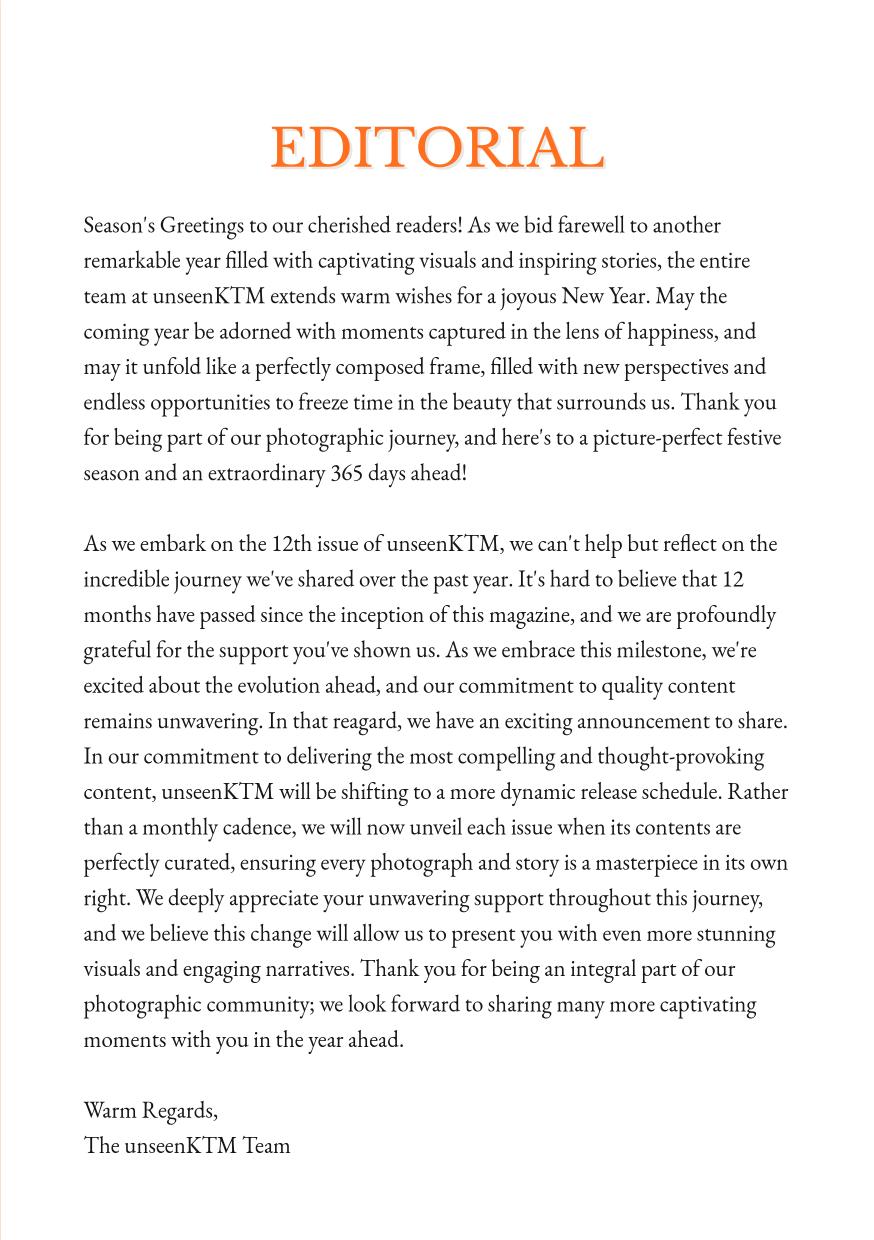 EDITORIAL
Season's Greetings to our cherished readers! As we bid farewell to another
remarkable year filled with captivating visuals and inspiring stories, the entire
team at unseenKTM extends warm wishes for a joyous New Year. May the
coming year be adorned with moments captured in the lens of happiness, and
may it unfold like a perfectly composed frame, filled with new perspectives and
endless opportunities to freeze time in the beauty that surrounds us. Thank you
for being part of our photographic journey, and here's to a picture-perfect festive
season and an extraordinary 365 days ahead!
As we embark on the 12th issue of unseenKTM, we can't help but reflect on the
incredible journey we've shared over the past year. It's hard to believe that 12
months have passed since the inception of this magazine, and we are profoundly
grateful for the support you've shown us. As we embrace this milestone, we're
excited about the evolution ahead, and our commitment to quality content
remains unwavering. In that reagard, we have an exciting announcement to share.
In our commitment to delivering the most compelling and thought-provoking
content, unseenKTM will be shifting to a more dynamic release schedule. Rather
than a monthly cadence, we will now unveil each issue when its contents are
perfectly curated, ensuring every photograph and story is a masterpiece in its own
right. We deeply appreciate your unwavering support throughout this journey,
and we believe this change will allow us to present you with even more stunning
visuals and engaging narratives. Thank you for being an integral part of our
photographic community; we look forward to sharing many more captivating
moments with you in the year ahead.
Warm Regards,
The unseenKTM Team